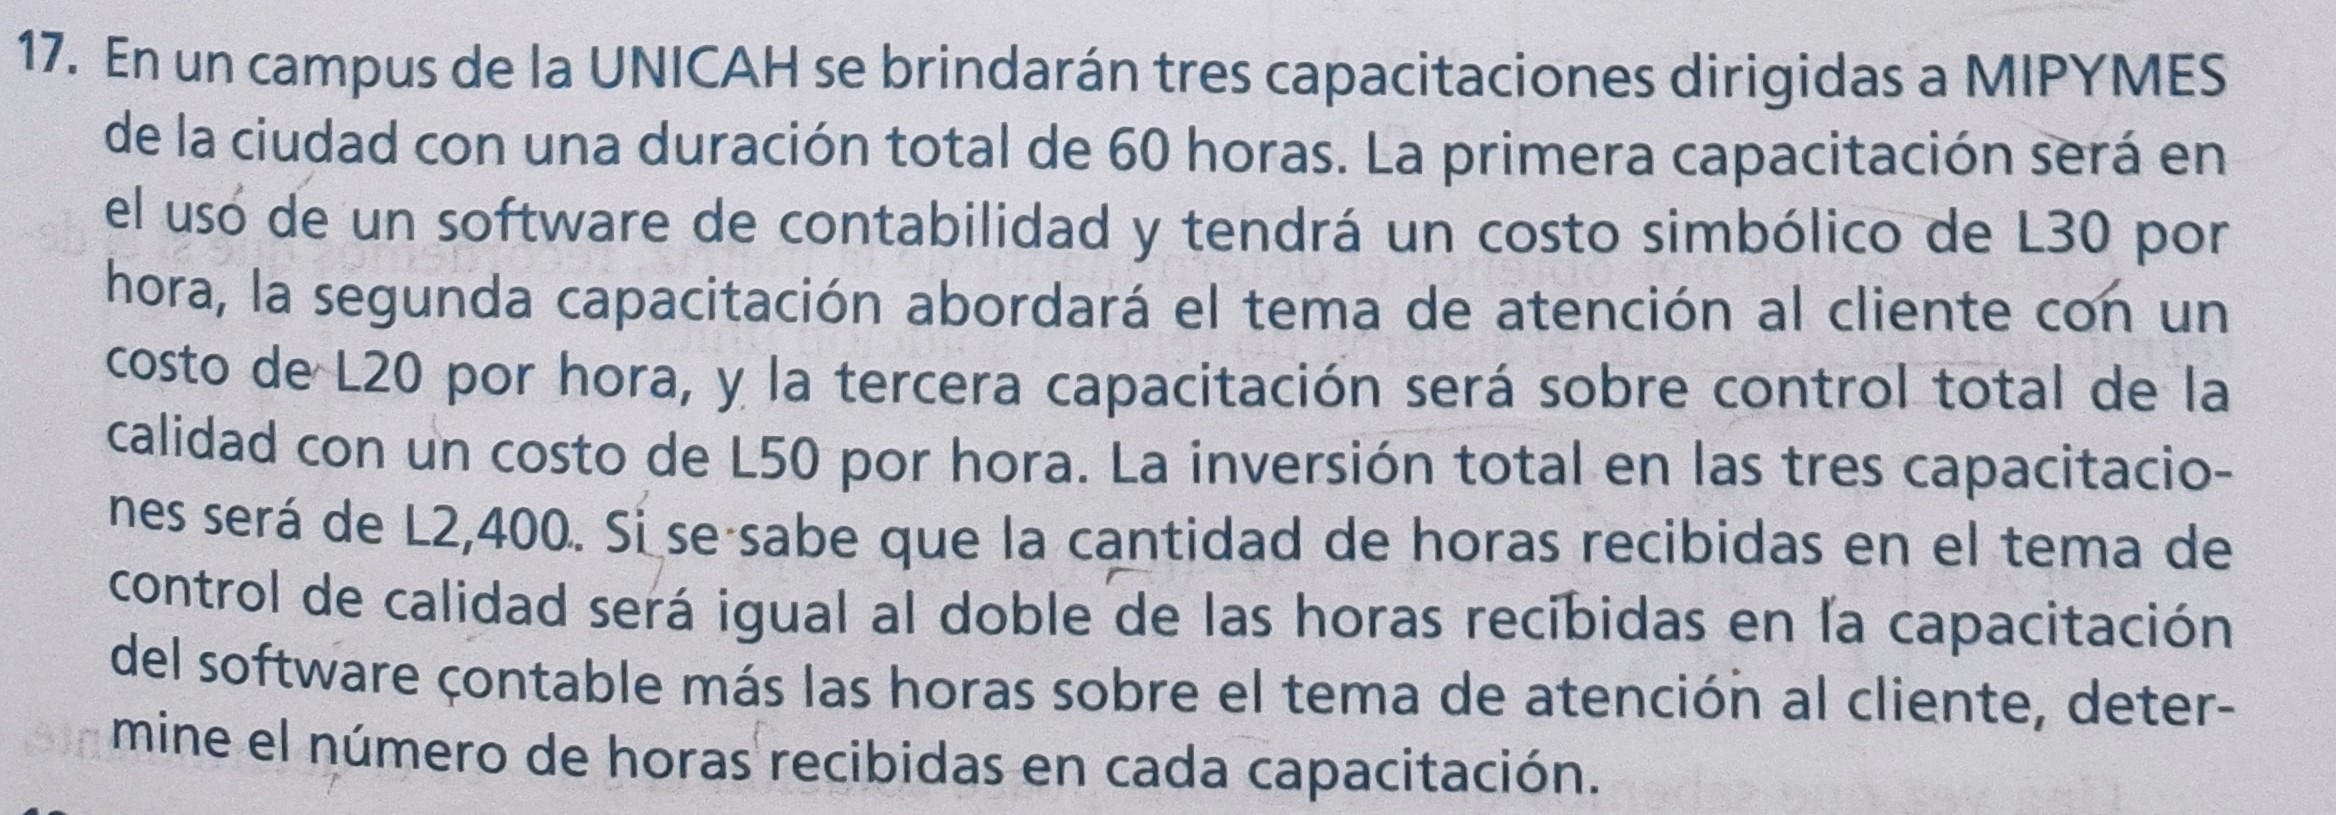 17. En un campus de la UNICAH se brindarán tres capacitaciones dirigidas a MIPYMES
de la ciudad con una duración total de 60 horas. La primera capacitación será en
el uso de un software de contabilidad y tendrá un costo simbólico de L30 por
hora, la segunda capacitación abordará el tema de atención al cliente con un
costo de L20 por hora, y la tercera capacitación será sobre control total de la
calidad con un costo de L50 por hora. La inversión total en las tres capacitacio-
nes será de L2,400. Si se sabe que la cantidad de horas recibidas en el tema de
control de calidad será igual al doble de las horas recibidas en la capacitación
del software contable más las horas sobre el tema de atención al cliente, deter-
mine el número de horas recibidas en cada capacitación.